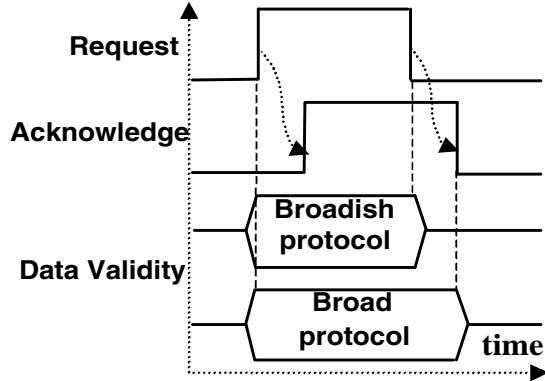 Request
Acknowledge
Broadish
protocol
Data Validity
Broad
protocol
time